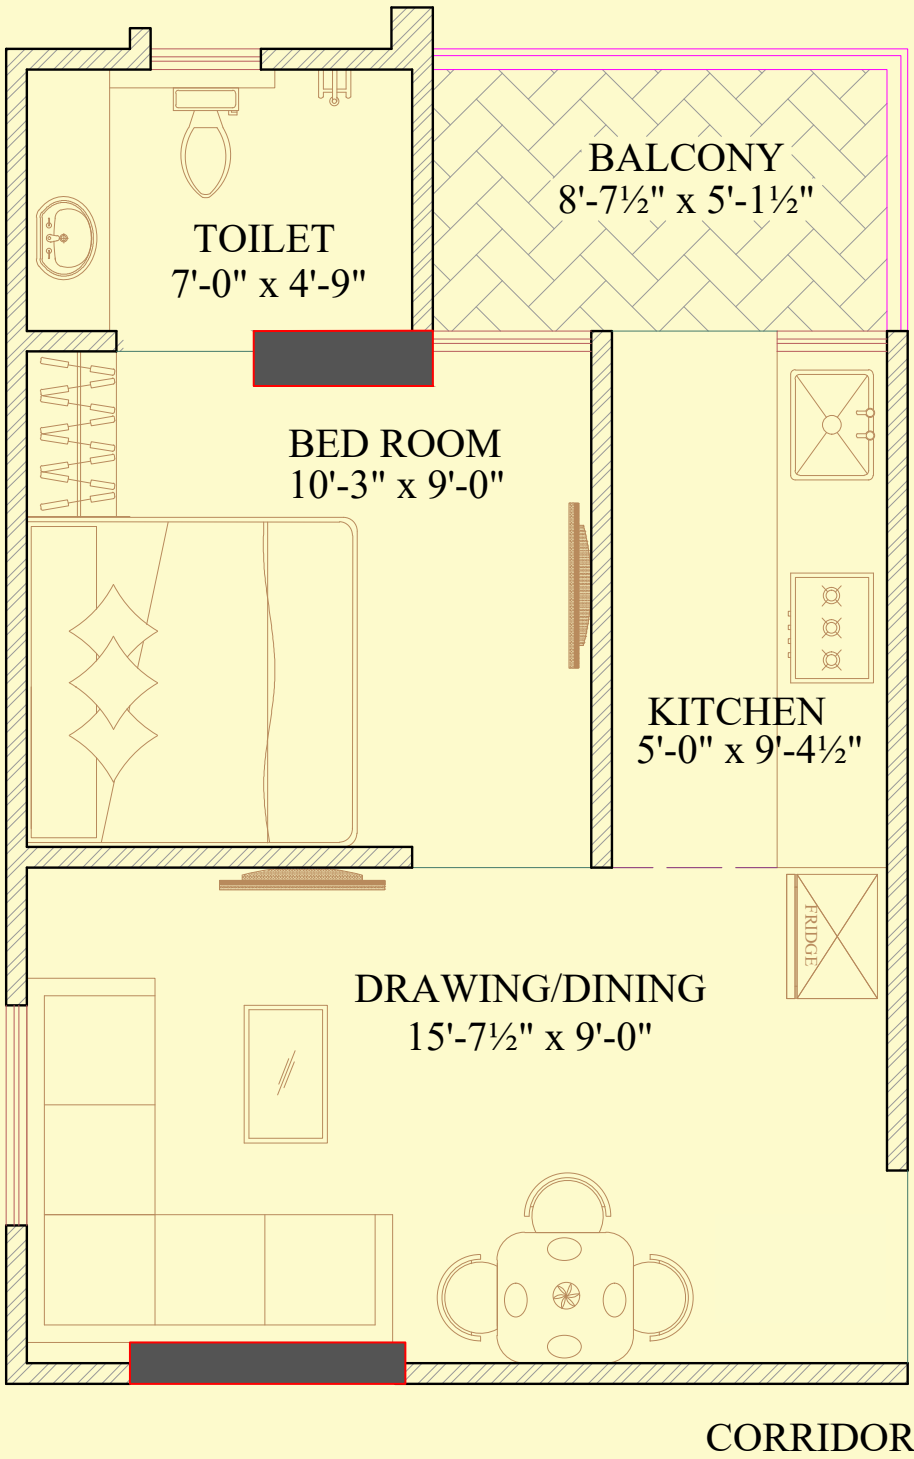 BALCONY
8'-7½" x 5'-1½"
TOILET
7'-0" x 4'-9"
BED ROOM
10'-3" x 9'-0"
KITCHEN
5'-0" x 9'-4½"
FRIDGE
DRAWING/DINING
15'-7½" x 9'-0"
CORRIDOR